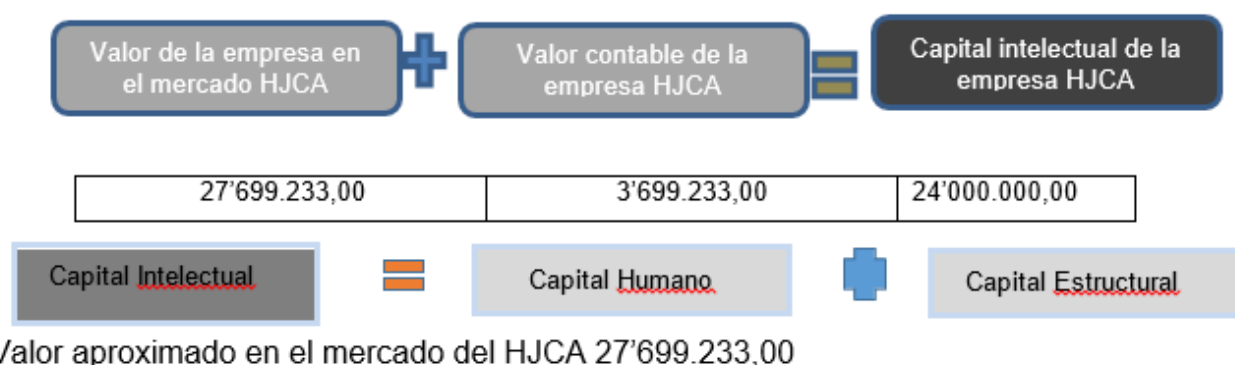 Valor de la empresa en
el mercado HJCA
Valor contable de la
empresa HJCA
Capital intelectual de la
empresa HJCA
27’699.233,00 3’699.233,00 24’000.000,00
Capital Intelectual Capital Humano Capital Estructural
Valor aproximado en el mercado del HJCA 27’699.233,00